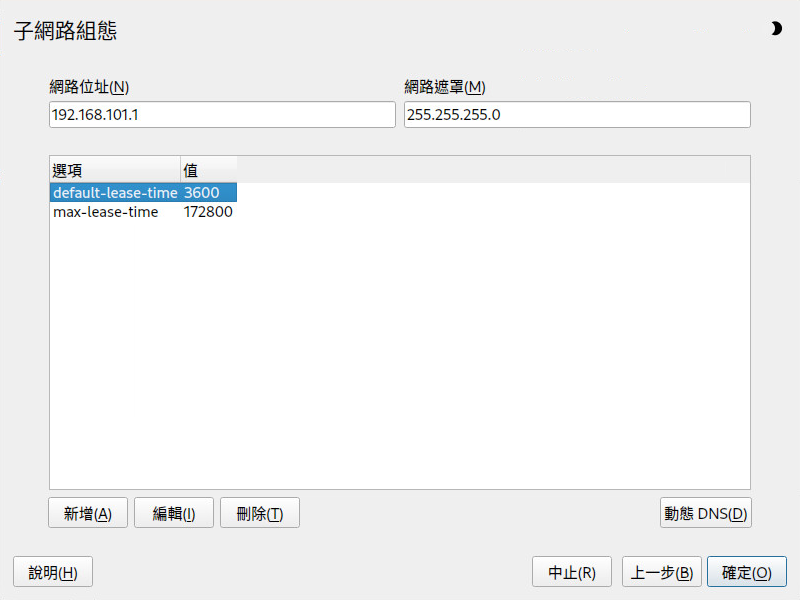 子網路組態
網路位址(N) 網路遮罩(M)
192.168.101.1 255.255.255.0
選項 值
default-lease-time 3600
max-lease-time 172800
新增(A) 編輯(I) 刪除(T) 動態 DNS(D)
說明(H) 中止(R) 上一步(B) 確定(O)